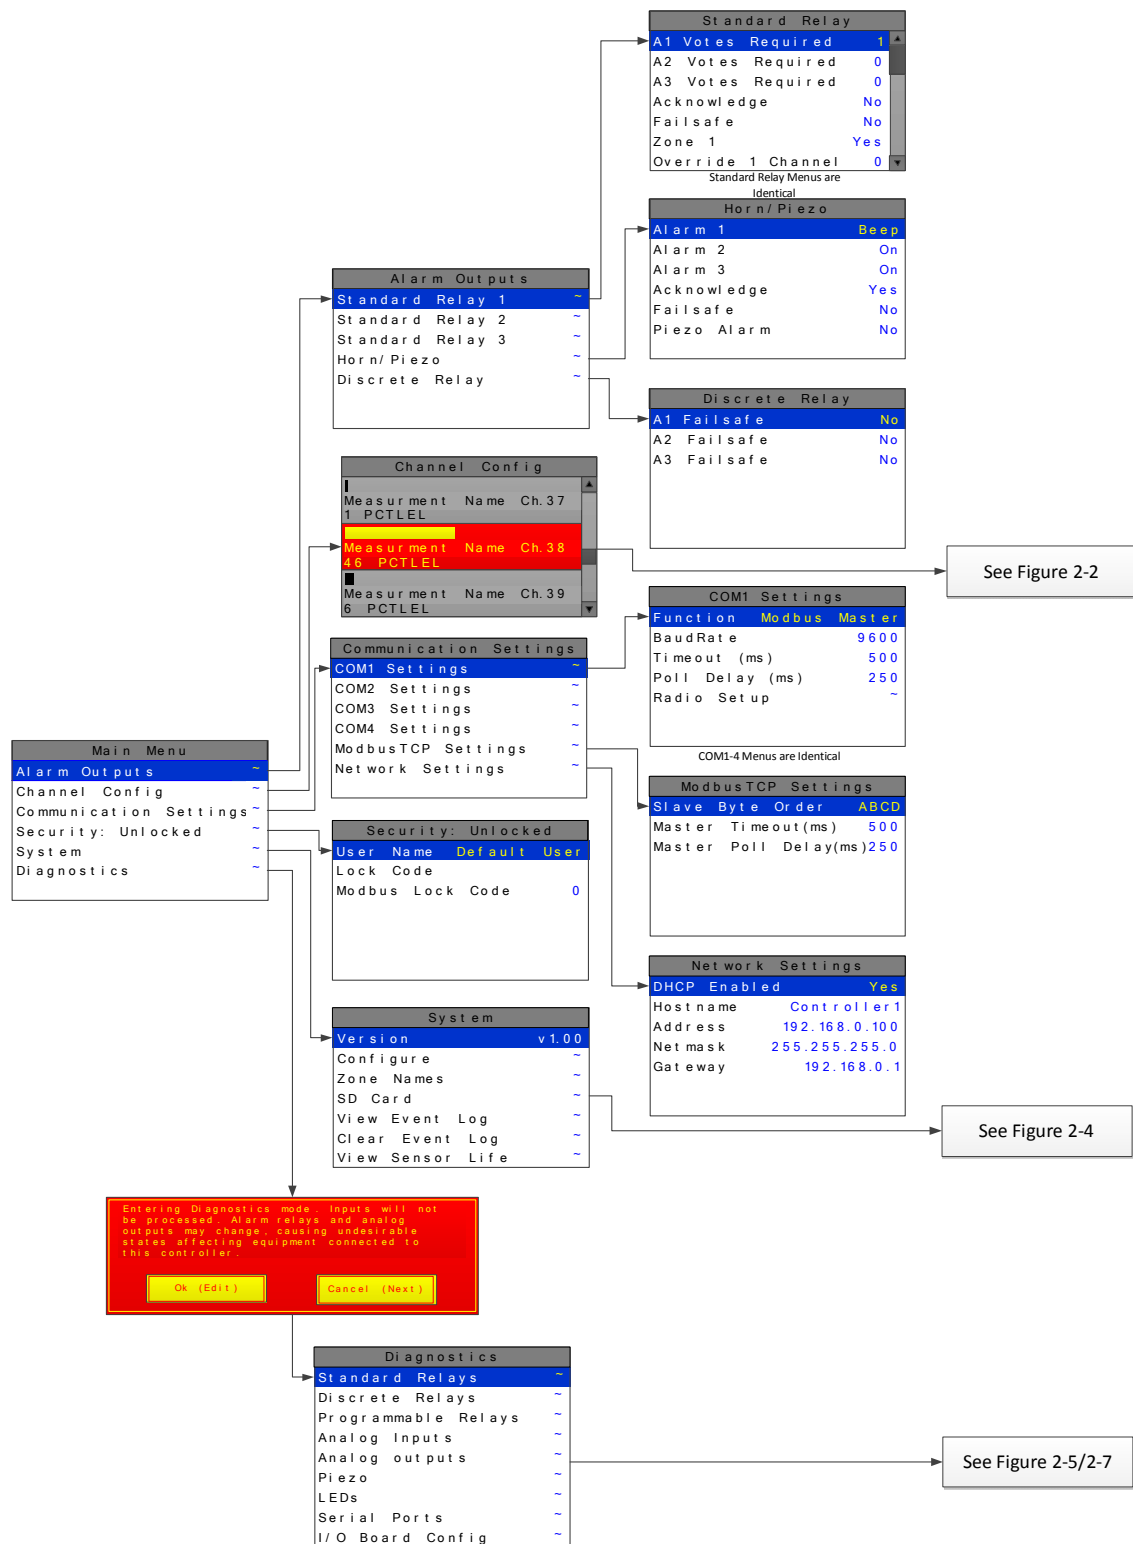 Standard Relay
A1 Votes Required 1
A2 Votes Required 0
A3 Votes Required 0
Acknowledge No
Failsafe No
Zone 1 Yes
Override 1 Channel 0
Standard Relay Menus are
Identical
Horn/Piezo
Alarm 1 Beep
Alarm 2 On
Alarm 3 On
Acknowledge Yes
Failsafe No
Piezo Alarm No
Alarm Outputs
Standard Relay 1 ~
Standard Relay 2 ~
Standard Relay 3 ~
Horn/Piezo ~
Discrete Relay ~
Discrete Relay
A1 Failsafe No
A2 Failsafe No
A3 Failsafe No
Channel Config
Measurment Name Ch.37
1 PCTLEL
Measurment Name Ch.38
46 PCTLEL
Measurment Name Ch.39
6 PCTLEL
See Figure 2-2
COM1 Settings
Function Modbus Master
BaudRate 9600
Timeout (ms) 500
Poll Delay (ms) 250
Radio Setup ~
COM1-4 Menus are Identical
Communication Settings
COM1 Settings ~
COM2 Settings ~
COM3 Settings ~
COM4 Settings ~
ModbusTCP Settings ~
Network Settings ~
Main Menu
Alarm Outputs ~
Channel Config ~
Communication Settings ~
Security: Unlocked ~
System ~
Diagnostics ~
ModbusTCP Settings
Slave Byte Order ABCD
Master Timeout(ms) 500
Master Poll Delay(ms) 250
Security: Unlocked
User Name Default User
Lock Code
Modbus Lock Code 0
Network Settings
DHCP Enabled Yes
Hostname Controller1
Address 192.168.0.100
Netmask 255.255.255.0
Gateway 192.168.0.1
System
Version v1.00
Configure ~
Zone Names ~
SD Card ~
View Event Log ~
Clear Event Log ~
View Sensor Life ~
See Figure 2-4
Entering Diagnostics mode. Inputs will not
be processed. Alarm relays and analog
outputs may change, causing undesirable
states affecting equipment connected to
this controller.
Ok (Edit)
Cancel (Next)
Diagnostics
Standard Relays ~
Discrete Relays ~
Programmable Relays ~
Analog Inputs ~
Analog outputs ~
Piezo ~
LEDs ~
Serial Ports ~
I/O Board Config ~
See Figure 2-5/2-7